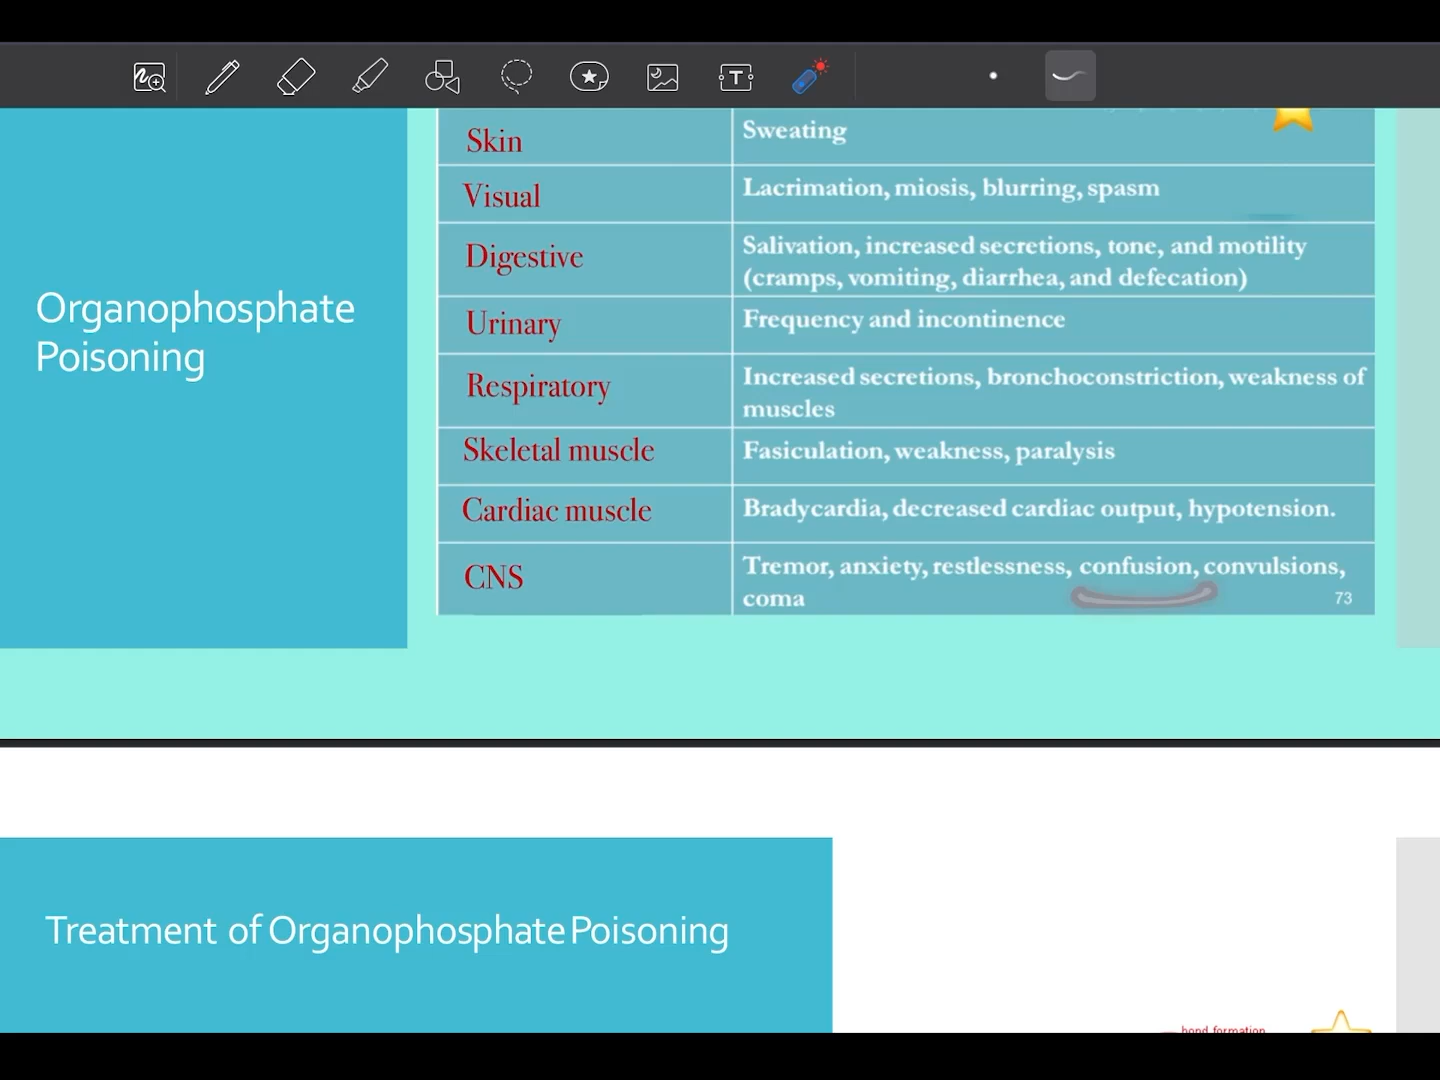 Organophosphate
Poisoning
Skin
Sweating
Visual
Lacrimation, miosis, blurring, spasm
Digestive
Salivation, increased secretions, tone, and motility
(cramps, vomiting, diarrhea, and defecation)
Urinary
Frequency and incontinence
Respiratory
Increased secretions, bronchoconstriction, weakness of
muscles
Skeletal muscle
Fasiculation, weakness, paralysis
Cardiac muscle
Bradycardia, decreased cardiac output, hypotension.
CNS
Tremor, anxiety, restlessness, confusion, convulsions,
coma
73
Treatment of Organophosphate Poisoning
bond formation